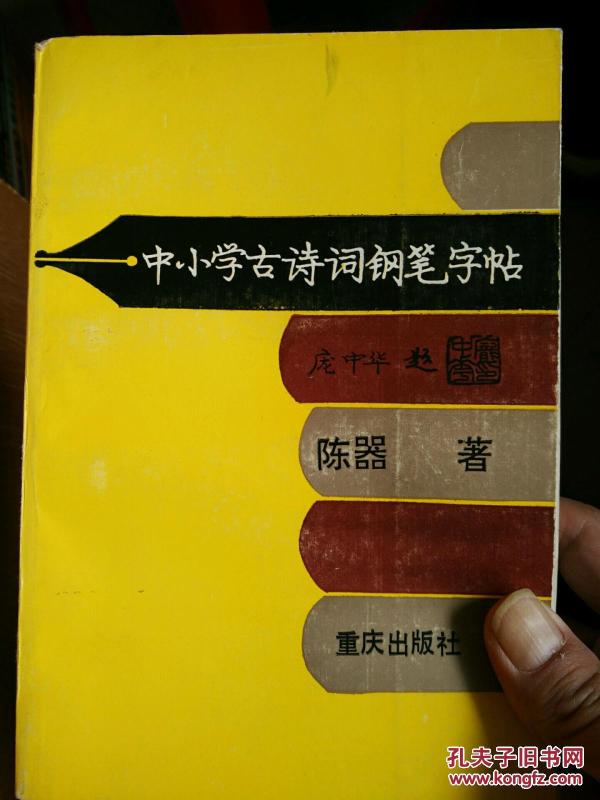 中小学古诗词钢笔字帖
庞中华 题
陈器 著
重庆出版社
孔夫子旧书网
www.kongfz.com